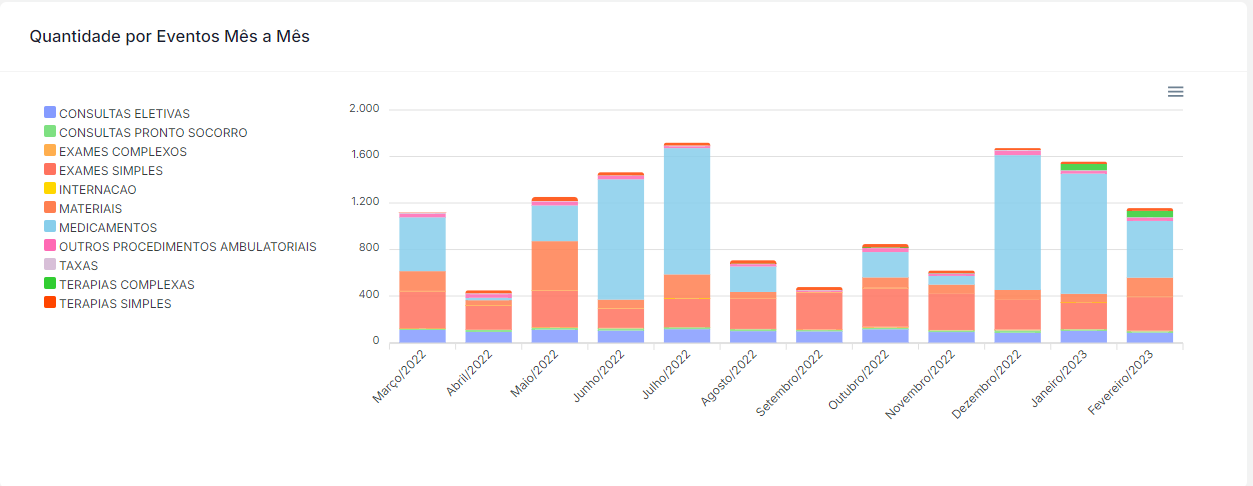 Quantidade por Eventos Mês a Mês
CONSULTAS ELETIVAS
CONSULTAS PRONTO SOCORRO
EXAMES COMPLEXOS
EXAMES SIMPLES
INTERNACAO
MATERIAIS
MEDICAMENTOS
OUTROS PROCEDIMENTOS AMBULATORIAIS
TAXAS
TERAPIAS COMPLEXAS
TERAPIAS SIMPLES
2.000
1.600
1.200
800
400
0
Março/2022
Abril/2022
Maio/2022
Junho/2022
Julho/2022
Agosto/2022
Setembro/2022
Outubro/2022
Novembro/2022
Dezembro/2022
Janeiro/2023
Fevereiro/2023